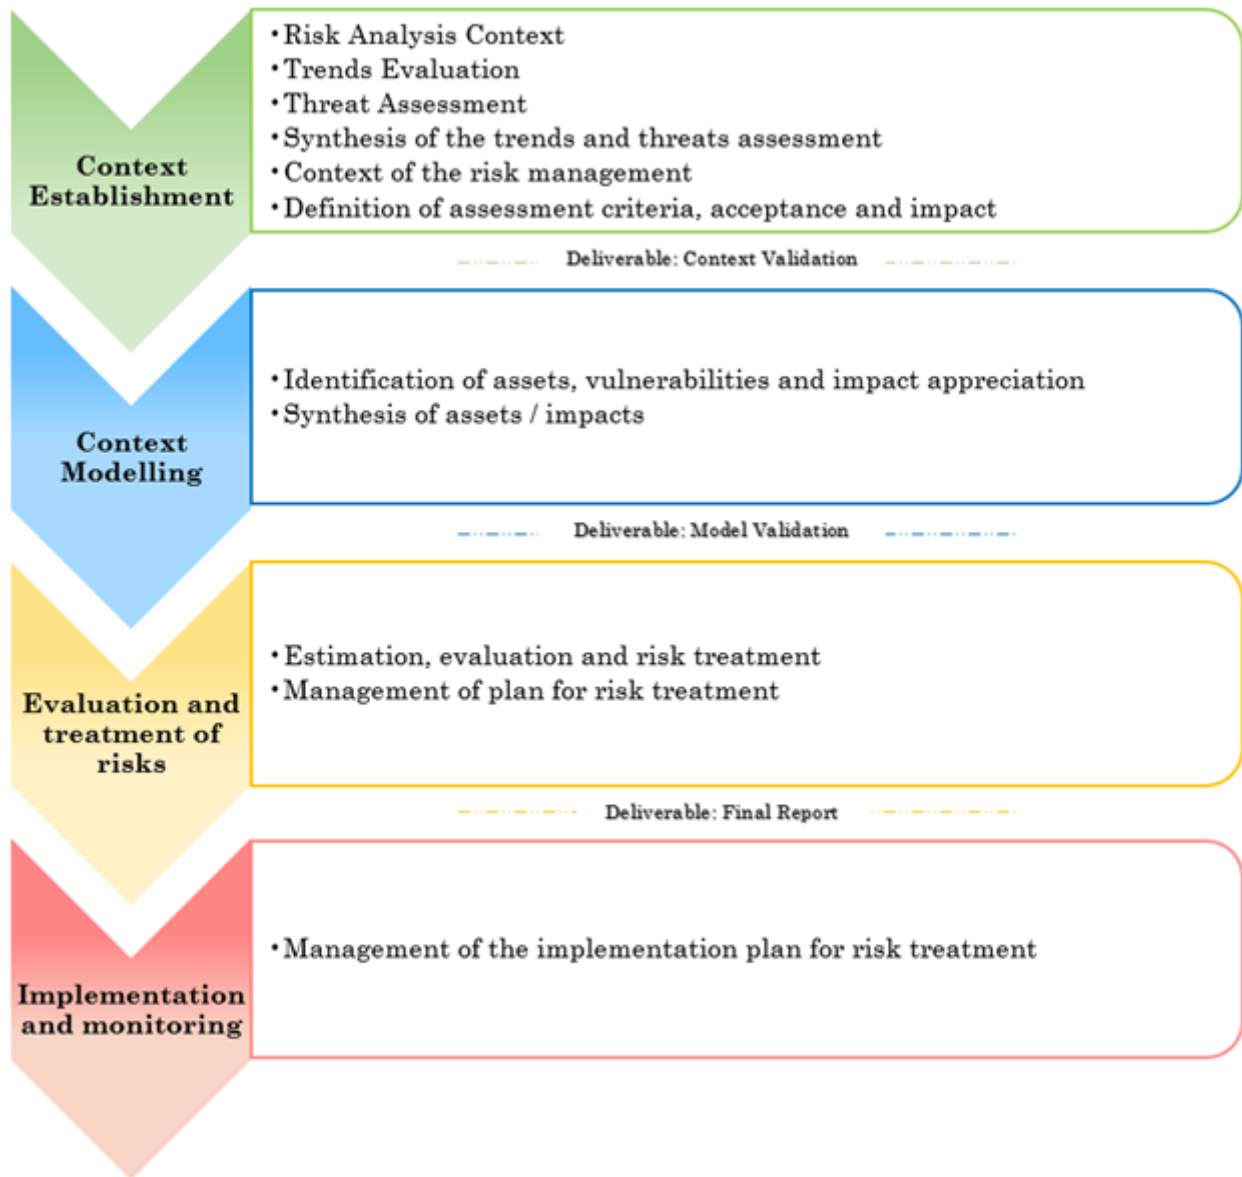 Context
Establishment
•Risk Analysis Context
•Trends Evaluation
•Threat Assessment
•Synthesis of the trends and threats assessment
•Context of the risk management
•Definition of assessment criteria, acceptance and impact
Deliverable: Context Validation
Context
Modelling
•Identification of assets, vulnerabilities and impact appreciation
•Synthesis of assets / impacts
Deliverable: Model Validation
Evaluation and
treatment of
risks
•Estimation, evaluation and risk treatment
•Management of plan for risk treatment
Deliverable: Final Report
Implementation
and monitoring
•Management of the implementation plan for risk treatment